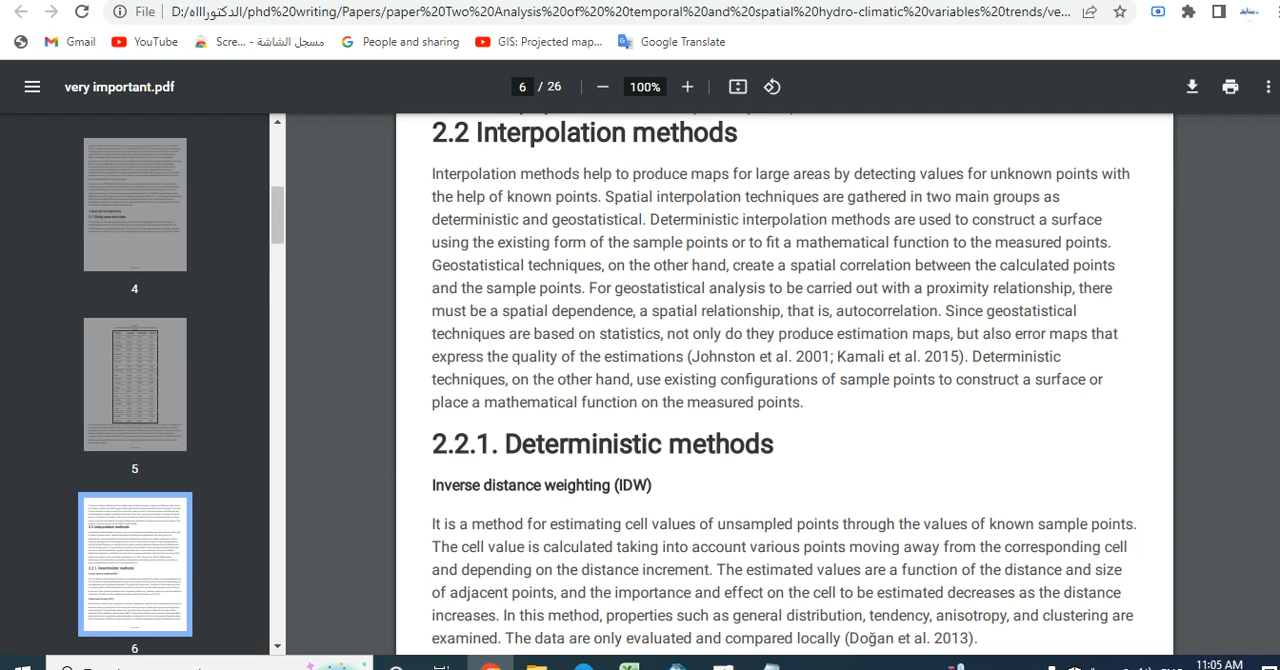 File
D:/الدكتوراااه/phd%20writing/Papers/paper%20Two%20Analysis%20of%20%20temporal%20and%20spatial%20hydro-climatic%20variables%20trends/ve...
Gmail YouTube Scre... - مسجل الشاشة People and sharing GIS: Projected map... Google Translate
very important.pdf 6 / 26 100%
4
5
6
2.2 Interpolation methods
Interpolation methods help to produce maps for large areas by detecting values for unknown points with
the help of known points. Spatial interpolation techniques are gathered in two main groups as
deterministic and geostatistical. Deterministic interpolation methods are used to construct a surface
using the existing form of the sample points or to fit a mathematical function to the measured points.
Geostatistical techniques, on the other hand, create a spatial correlation between the calculated points
and the sample points. For geostatistical analysis to be carried out with a proximity relationship, there
must be a spatial dependence, a spatial relationship, that is, autocorrelation. Since geostatistical
techniques are based on statistics, not only do they produce estimation maps, but also error maps that
express the quality of the estimations (Johnston et al. 2001; Kamali et al. 2015). Deterministic
techniques, on the other hand, use existing configurations of sample points to construct a surface or
place a mathematical function on the measured points.
2.2.1. Deterministic methods
Inverse distance weighting (IDW)
It is a method for estimating cell values of unsampled points through the values of known sample points.
The cell value is calculated taking into account various points moving away from the corresponding cell
and depending on the distance increment. The estimated values are a function of the distance and size
of adjacent points, and the importance and effect on the cell to be estimated decreases as the distance
increases. In this method, properties such as general distribution, tendency, anisotropy, and clustering are
examined. The data are only evaluated and compared locally (Doğan et al. 2013).
11:05 AM